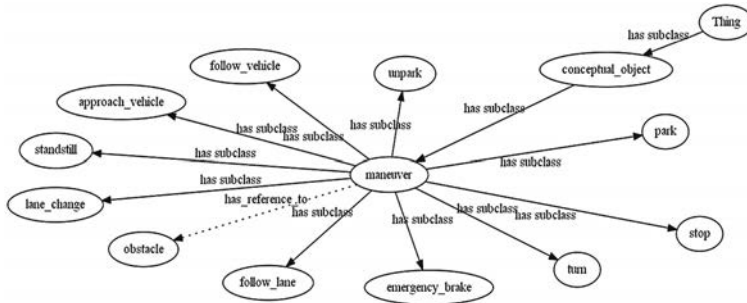 Thing
has subclass
follow_vehicle
unpark
conceptual_object
approach_vehicle
has subclass
has subclass
has subclass
has subclass
park
standstill
has subclass
has subclass
maneuver
has subclass
lane_change
has_reference_to
has subclass
has subclass
has subclass
has subclass
obstacle
stop
turn
follow_lane
emergency_brake